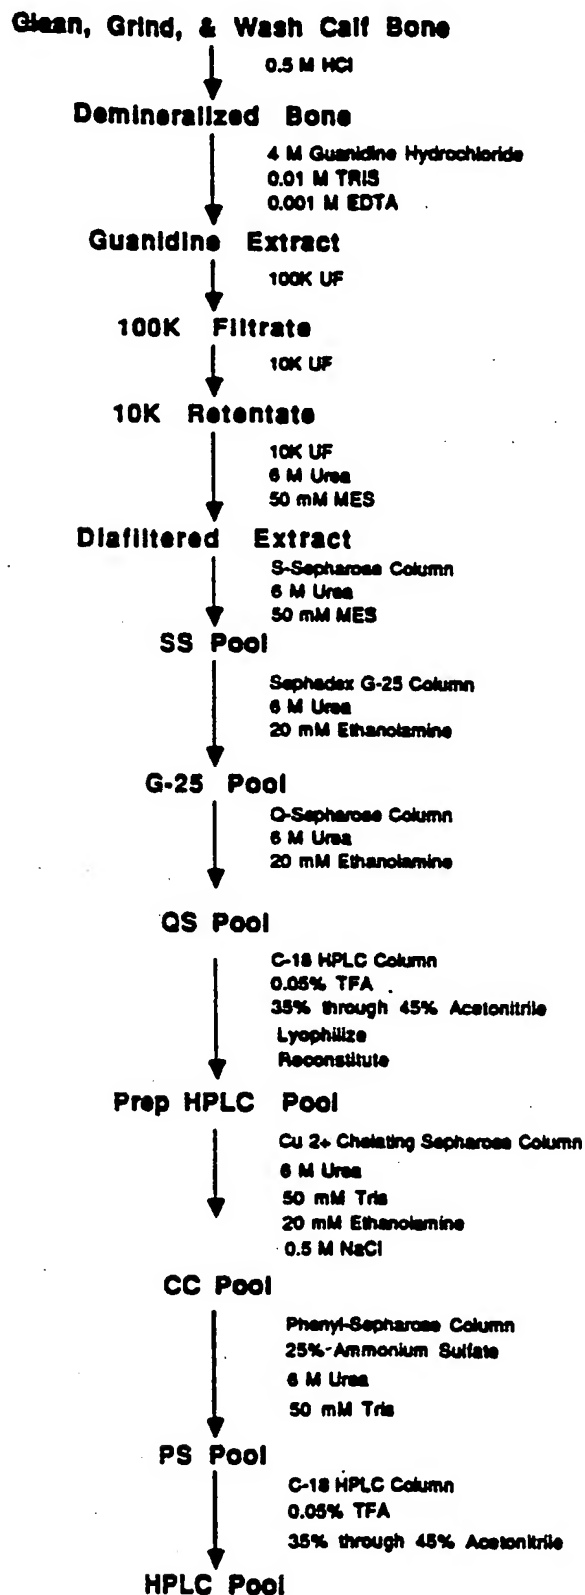 Clean, Grind, & Wash Calf Bone
0.5 M HCl
Demineralized Bone
4 M Guanidine Hydrochloride
0.01 M TRIS
0.001 M EDTA
Guanidine Extract
100K UF
100K Filtrate
10K UF
10K Retentate
10K UF
6 M Urea
50 mM MES
Diafiltered Extract
S-Sepharose Column
6 M Urea
50 mM MES
SS Pool
Sephadex G-25 Column
6 M Urea
20 mM Ethanolamine
G-25 Pool
Q-Sepharose Column
6 M Urea
20 mM Ethanolamine
QS Pool
C-18 HPLC Column
0.05% TFA
35% through 45% Acetonitrile
Lyophilize
Reconstitute
Prep HPLC Pool
Cu 2+ Chelating Sepharose Column
6 M Urea
50 mM Tris
20 mM Ethanolamine
0.5 M NaCl
CC Pool
Phenyl-Sepharose Column
25% Ammonium Sulfate
6 M Urea
50 mM Tris
PS Pool
C-18 HPLC Column
0.05% TFA
35% through 45% Acetonitrile
HPLC Pool